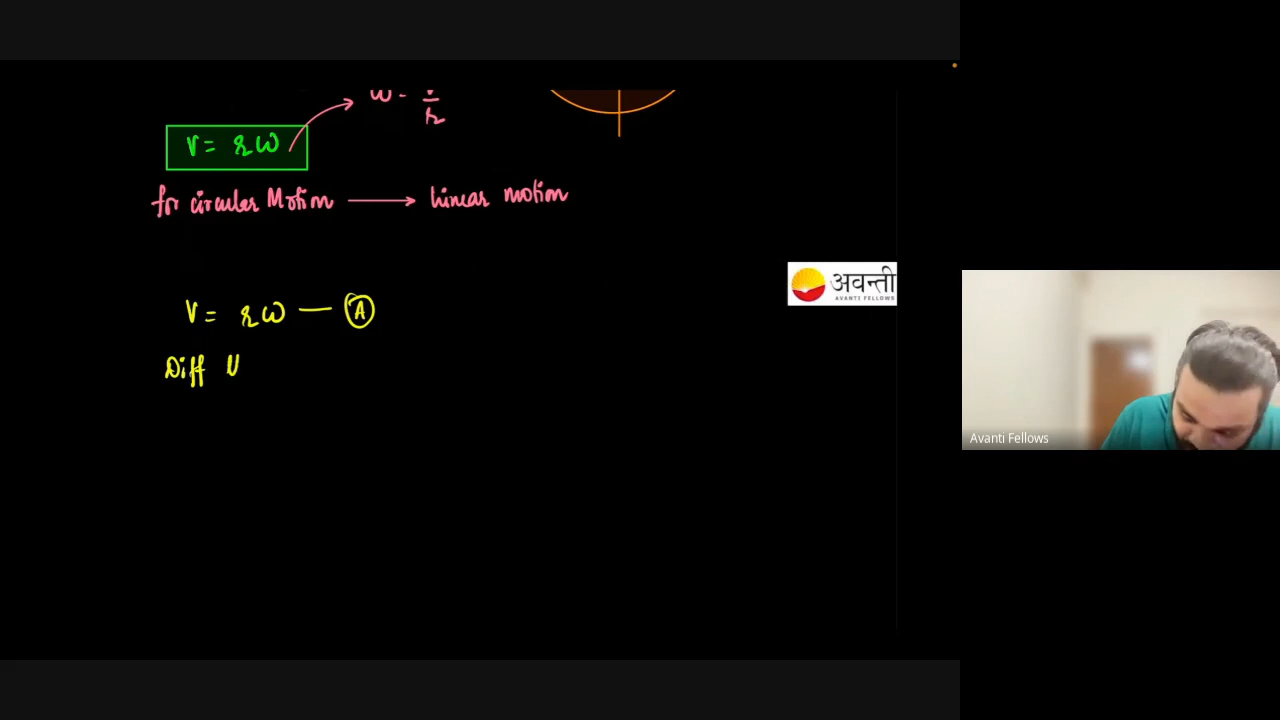 V = rω
for circular Motion → linear motion
अवन्ती
AVANTI FELLOWS
V = rω — Ⓐ
Diff
Avanti Fellows